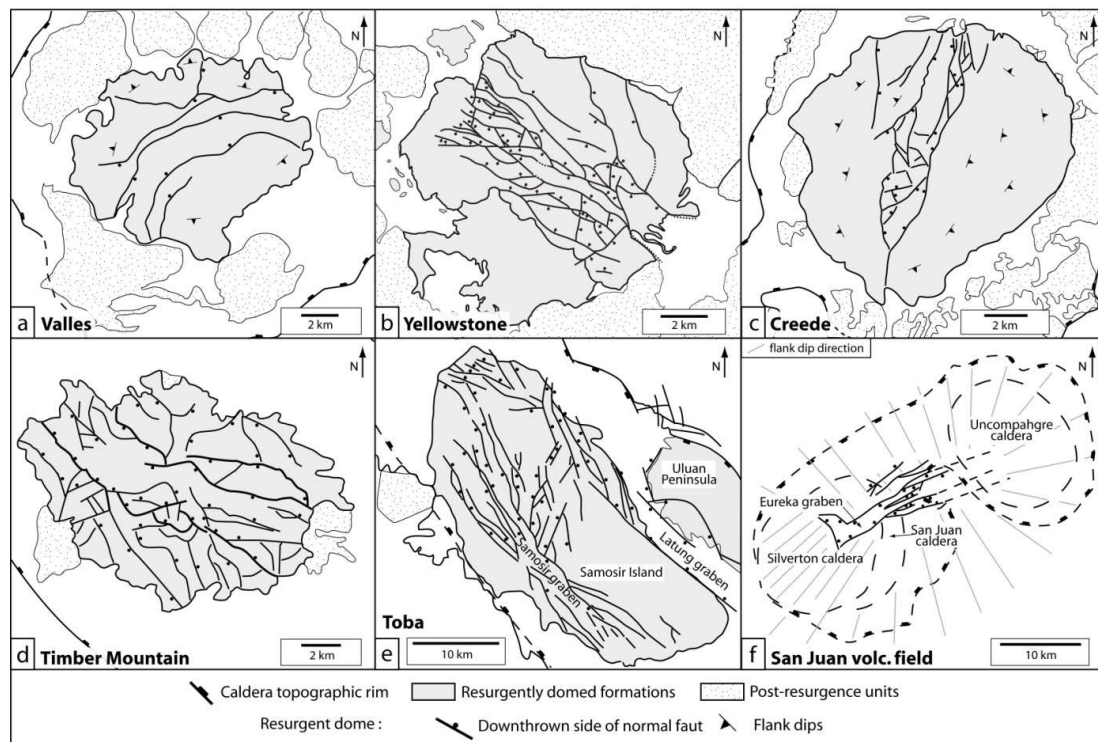 N
a Valles
2 km
N
b Yellowstone
2 km
N
c Creede
2 km
N
d Timber Mountain
2 km
N
Uluan
Peninsula
Samosir graben
Samosir Island
Latung graben
Toba
e
10 km
flank dip direction
N
Uncompahgre
caldera
Eureka graben
San Juan
caldera
Silverton caldera
10 km
f San Juan volc. field
Caldera topographic rim
Resurgently domed formations
Post-resurgence units
Resurgent dome :
Downthrown side of normal faut
Flank dips